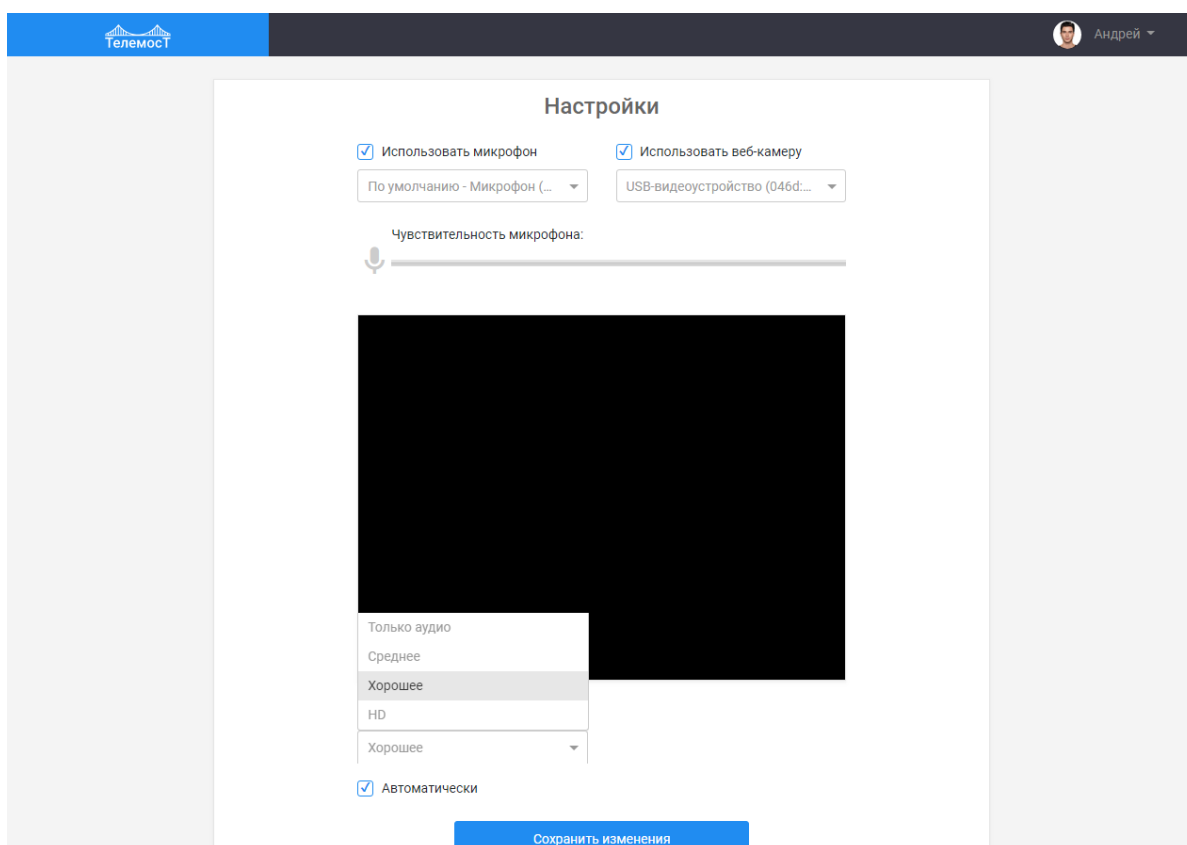 ТелемосТ
Андрей
Настройки
Использовать микрофон
Использовать веб-камеру
По умолчанию - Микрофон (...
USB-видеоустройство (046d:...
Чувствительность микрофона:
Только аудио
Среднее
Хорошее
HD
Хорошее
Автоматически
Сохранить изменения